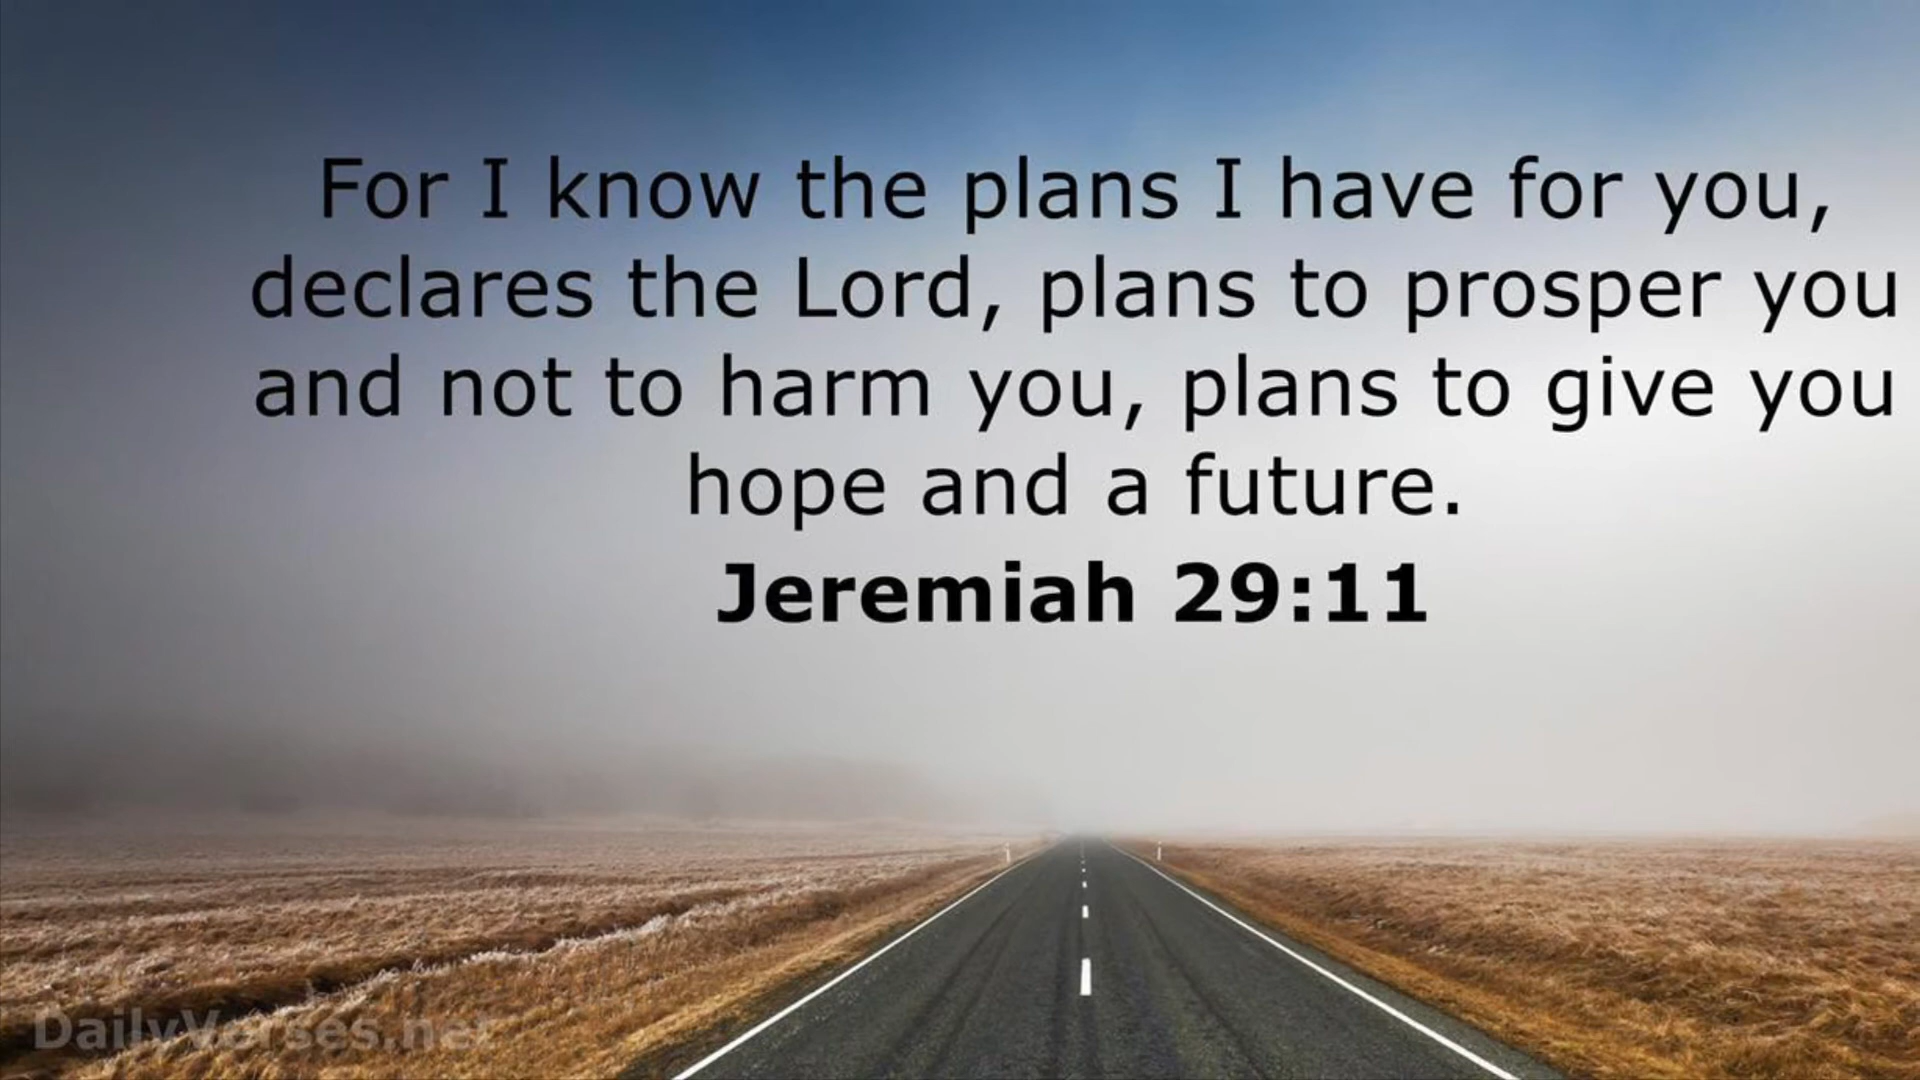 For I know the plans I have for you,
declares the Lord, plans to prosper you
and not to harm you, plans to give you
hope and a future.
Jeremiah 29:11
DailyVerses.net